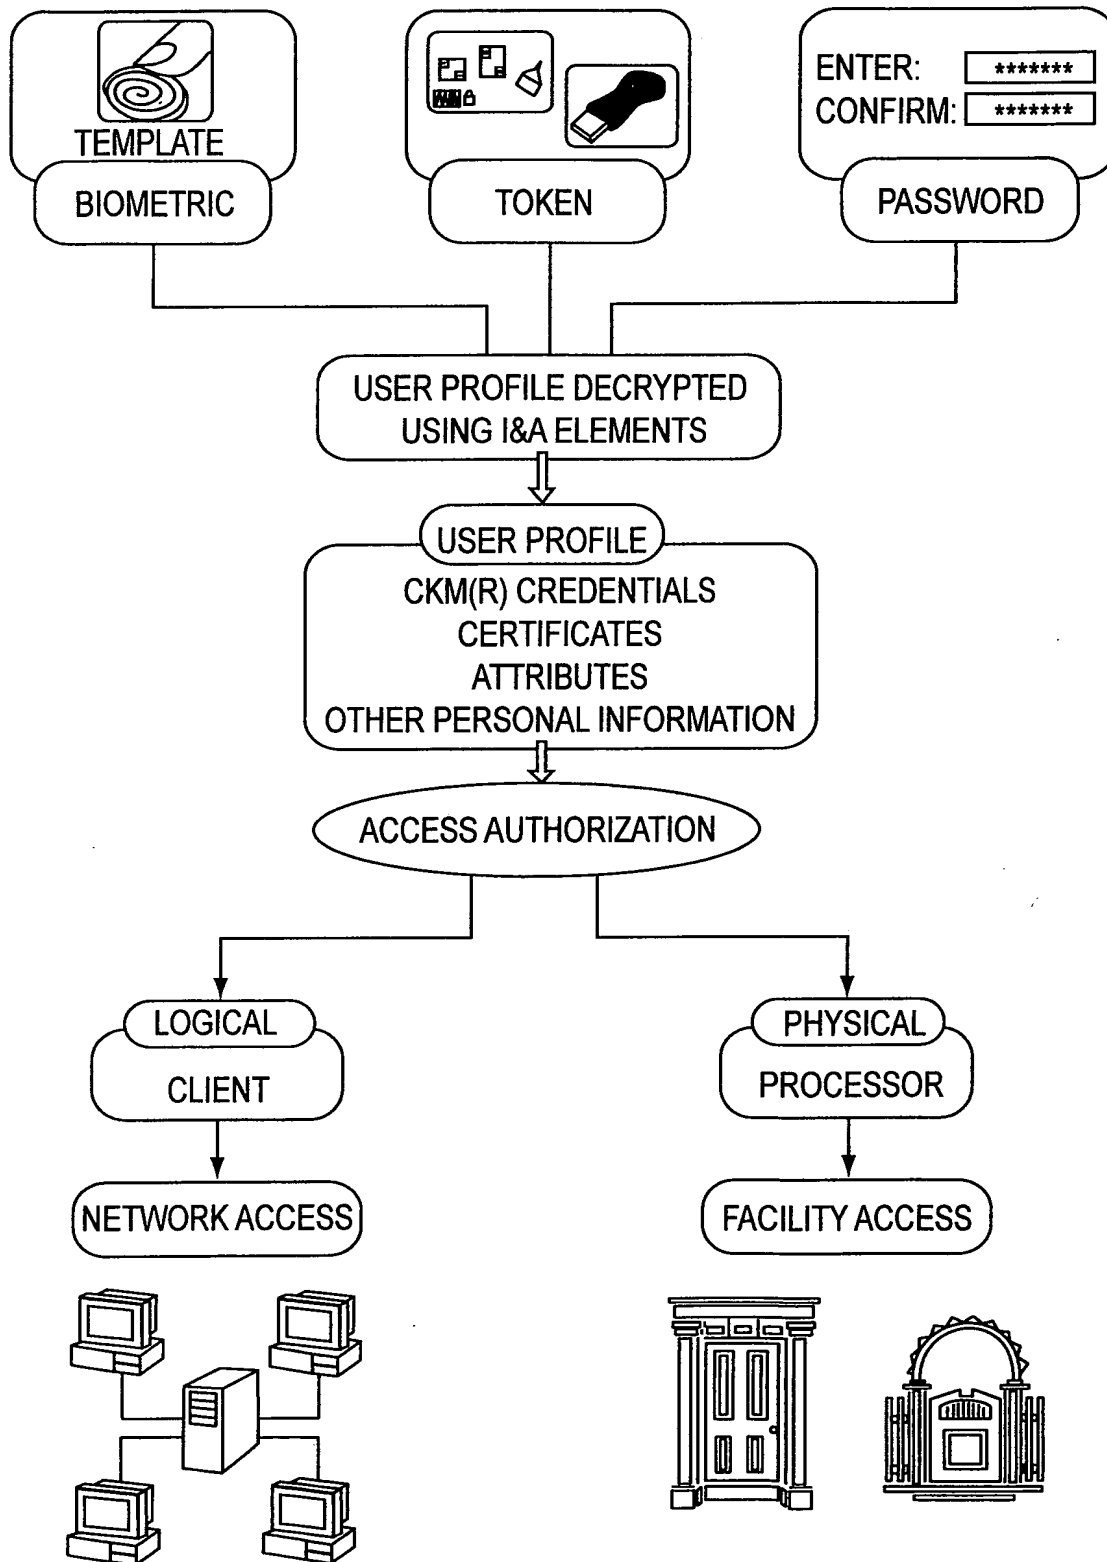 TEMPLATE
BIOMETRIC
TOKEN
ENTER: *******
CONFIRM: *******
PASSWORD
USER PROFILE DECRYPTED
USING I&A ELEMENTS
USER PROFILE
CKM(R) CREDENTIALS
CERTIFICATES
ATTRIBUTES
OTHER PERSONAL INFORMATION
ACCESS AUTHORIZATION
LOGICAL
CLIENT
PHYSICAL
PROCESSOR
NETWORK ACCESS
FACILITY ACCESS